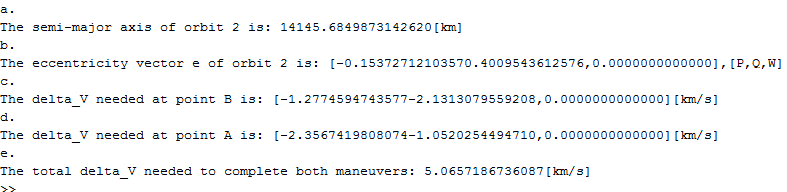 a.
The semi-major axis of orbit 2 is: 14145.6849873142620[km]
b.
The eccentricity vector e of orbit 2 is: [-0.15372712103570.4009543612576,0.0000000000000],[P,Q,W]
c.
The delta_V needed at point B is: [-1.2774594743577-2.1313079559208,0.0000000000000][km/s]
d.
The delta_V needed at point A is: [-2.3567419808074-1.0520254494710,0.0000000000000][km/s]
e.
The total delta_V needed to complete both maneuvers: 5.0657186736087[km/s]
>>